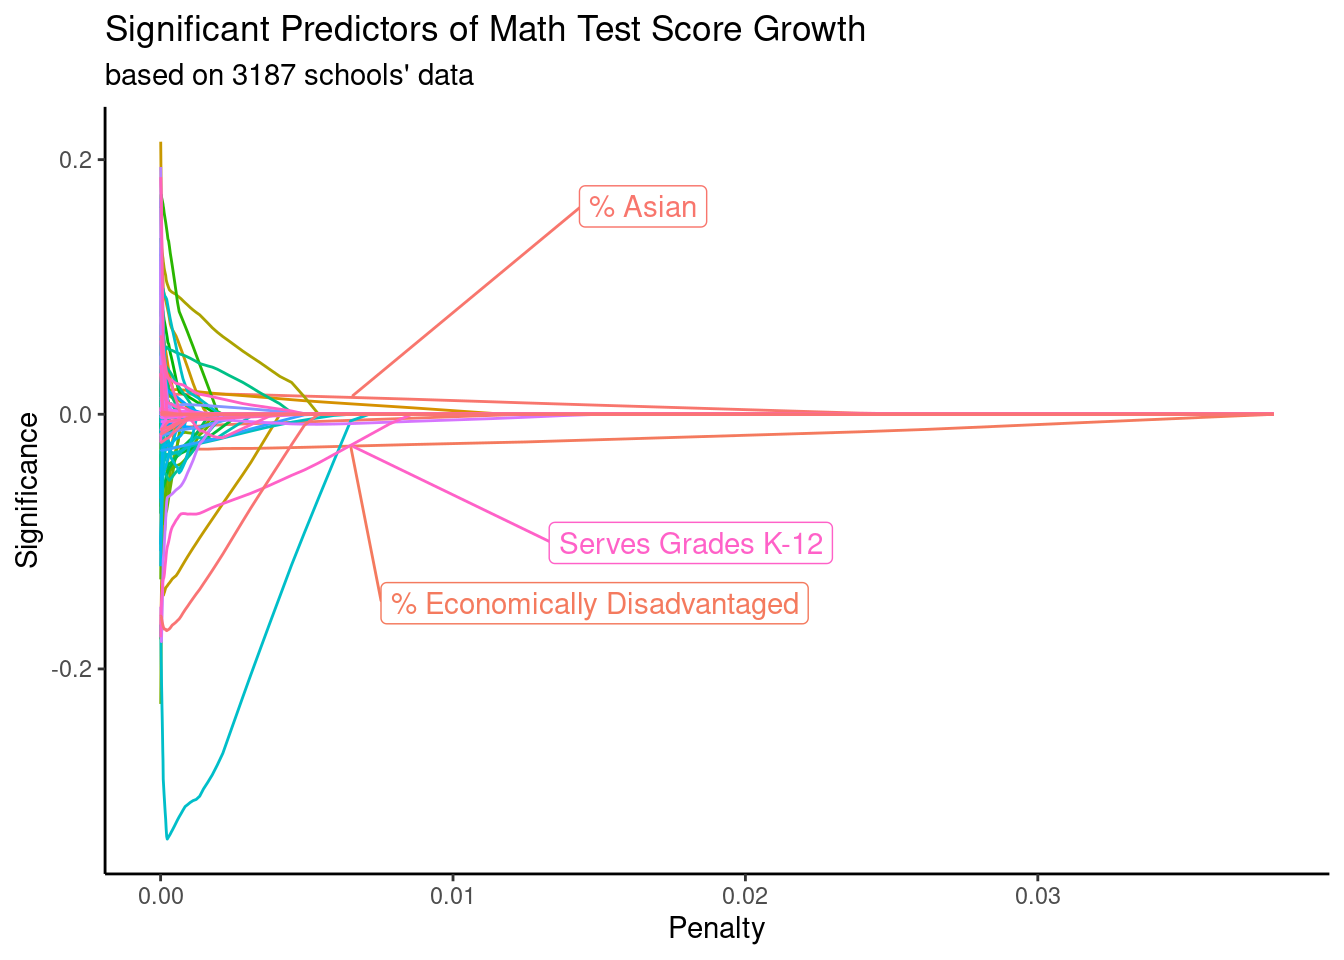 Significant Predictors of Math Test Score Growth
based on 3187 schools' data
0.2
% Asian
0.0
Significance
Serves Grades K-12
% Economically Disadvantaged
-0.2
0.00
0.01
0.02
0.03
Penalty